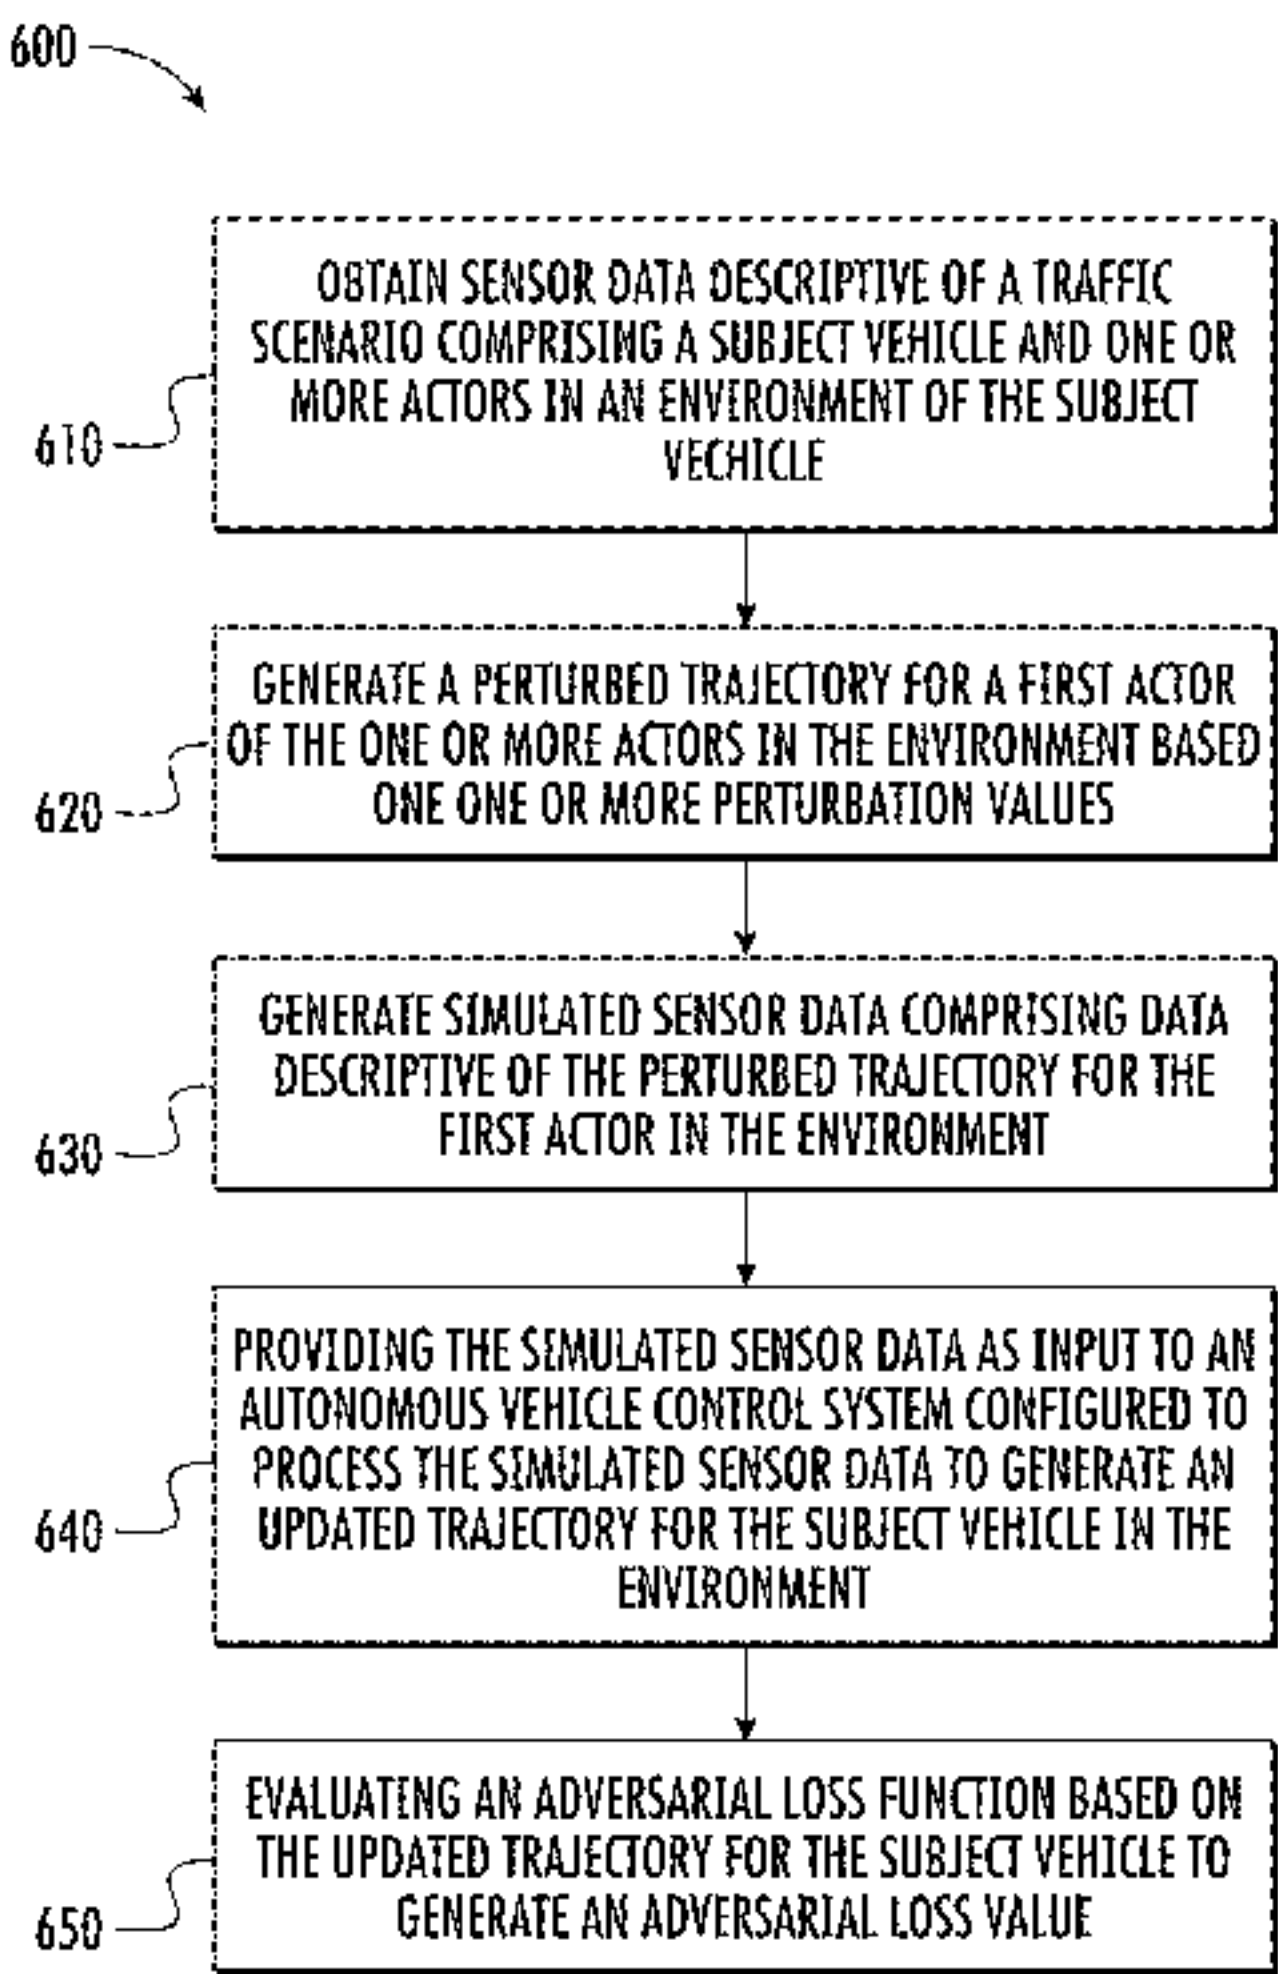 600
OBTAIN SENSOR DATA DESCRIPTIVE OF A TRAFFIC
SCENARIO COMPRISING A SUBJECT VEHICLE AND ONE OR
MORE ACTORS IN AN ENVIRONMENT OF THE SUBJECT
VECHICLE
610
GENERATE A PERTURBED TRAJECTORY FOR A FIRST ACTOR
OF THE ONE OR MORE ACTORS IN THE ENVIRONMENT BASED
ONE ONE OR MORE PERTURBATION VALUES
620
GENERATE SIMULATED SENSOR DATA COMPRISING DATA
DESCRIPTIVE OF THE PERTURBED TRAJECTORY FOR THE
FIRST ACTOR IN THE ENVIRONMENT
630
PROVIDING THE SIMULATED SENSOR DATA AS INPUT TO AN
AUTONOMOUS VEHICLE CONTROL SYSTEM CONFIGURED TO
PROCESS THE SIMULATED SENSOR DATA TO GENERATE AN
UPDATED TRAJECTORY FOR THE SUBJECT VEHICLE IN THE
ENVIRONMENT
640
EVALUATING AN ADVERSARIAL LOSS FUNCTION BASED ON
THE UPDATED TRAJECTORY FOR THE SUBJECT VEHICLE TO
GENERATE AN ADVERSARIAL LOSS VALUE
650